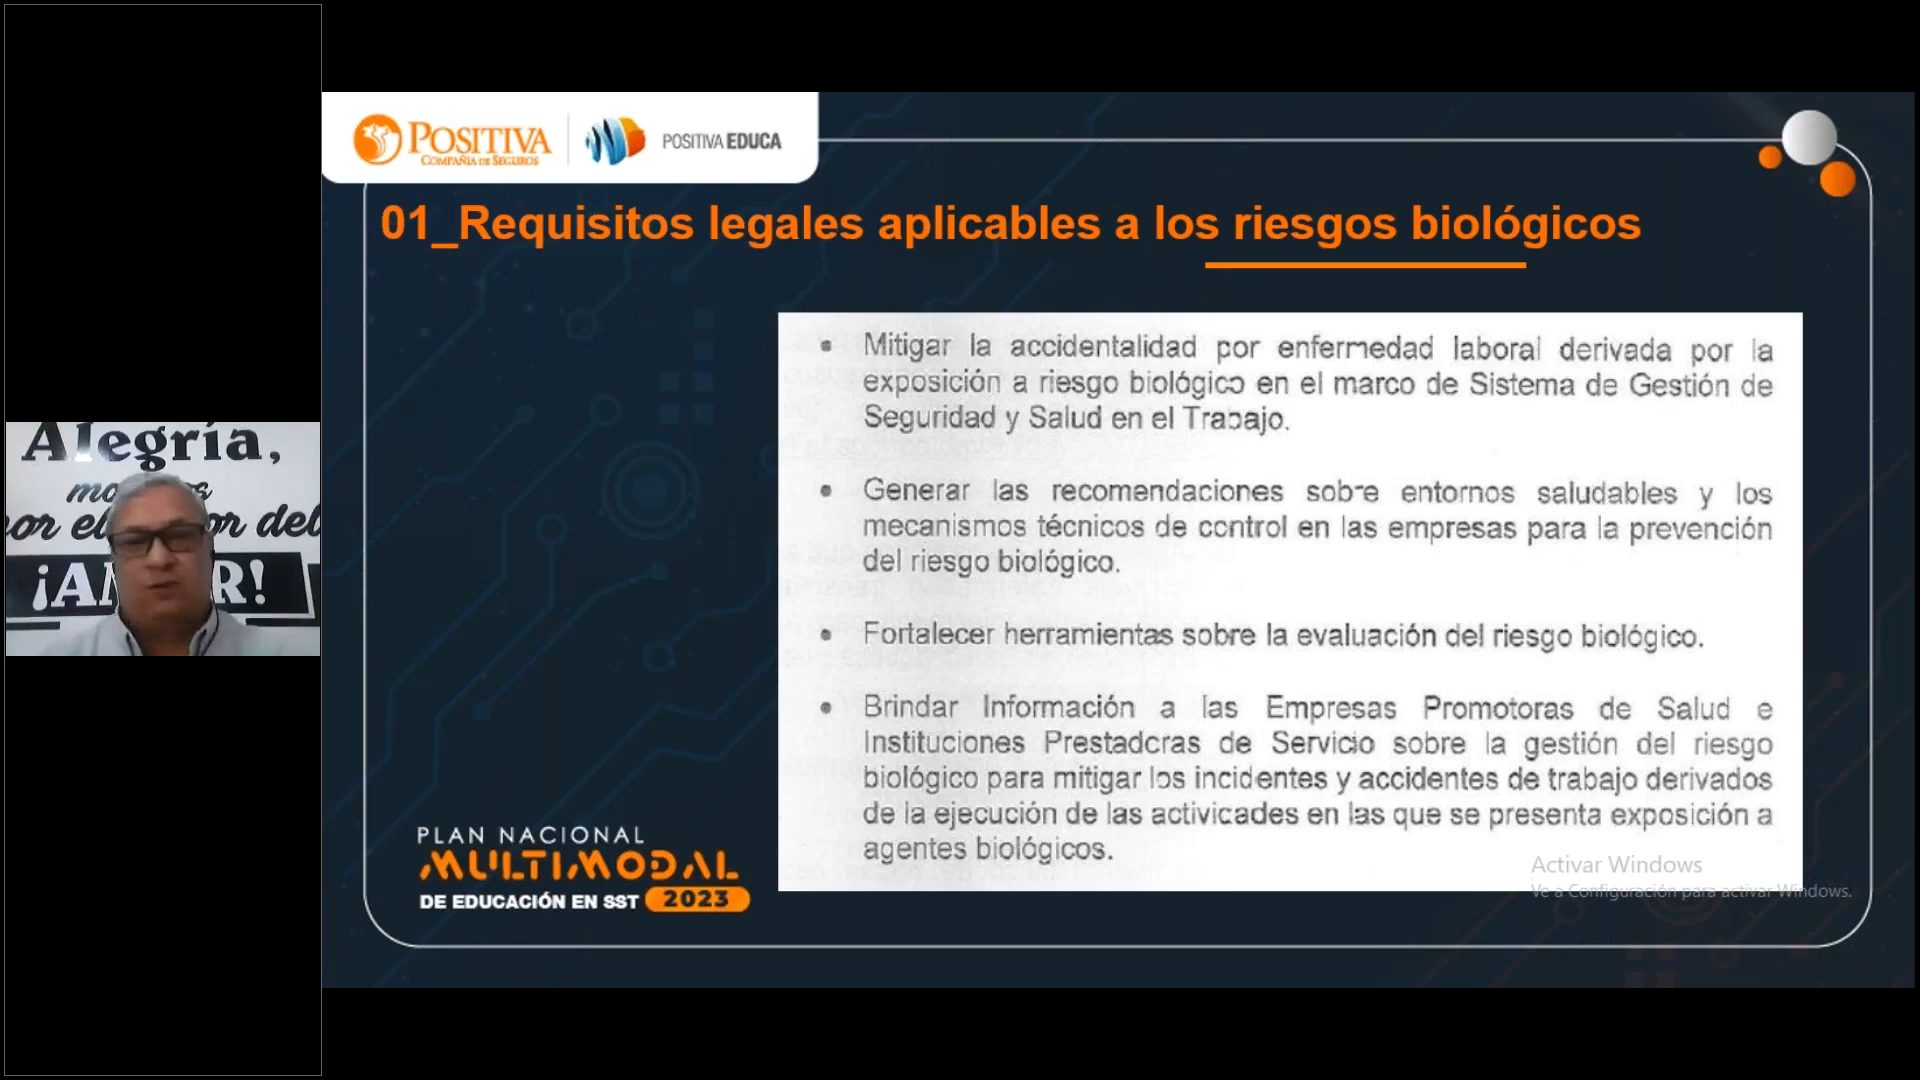 POSITIVA
COMPAÑIA DE SEGUROS
POSITIVA EDUCA
01_Requisitos legales aplicables a los riesgos biológicos
• Mitigar la accidentalidad por enfermedad laboral derivada por la
exposición a riesgo biológico en el marco de Sistema de Gestión de
Seguridad y Salud en el Trabajo.
• Generar las recomendaciones sobre entornos saludables y los
mecanismos técnicos de control en las empresas para la prevención
del riesgo biológico.
• Fortalecer herramientas sobre la evaluación del riesgo biológico.
• Brindar Información a las Empresas Promotoras de Salud e
Instituciones Prestadoras de Servicio sobre la gestión del riesgo
biológico para mitigar los incidentes y accidentes de trabajo derivados
de la ejecución de las actividades en las que se presenta exposición a
agentes biológicos.
PLAN NACIONAL
MULTIMODAL
DE EDUCACIÓN EN SST 2023
Activar Windows
Ve a Configuración para activar Windows.
Alegría,
del